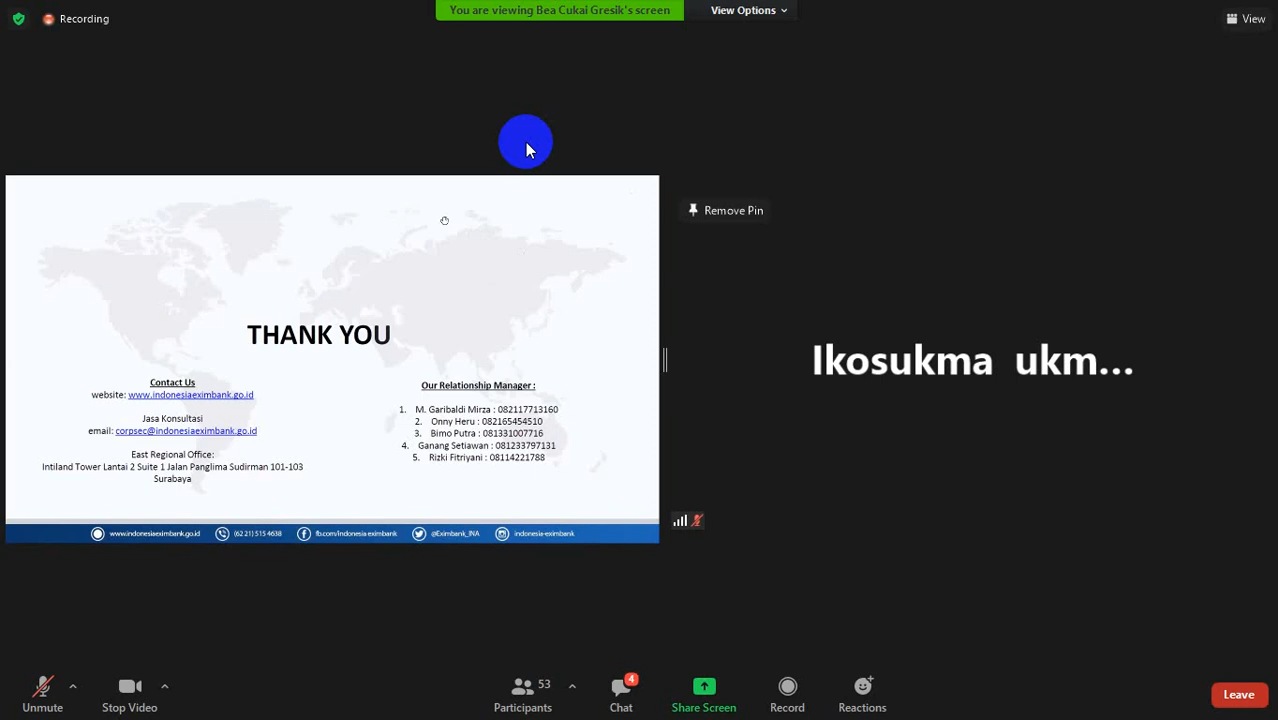 Recording
You are viewing Bea Cukai Gresik's screen
View Options
View
Remove Pin
THANK YOU
Contact Us
website: www.indonesiaeximbank.go.id
Jasa Konsultasi
email: corpsec@indonesiaeximbank.go.id
East Regional Office:
Intiland Tower Lantai 2 Suite 1 Jalan Panglima Sudirman 101-103
Surabaya
Our Relationship Manager :
1. M. Garibaldi Mirza : 082117713160
2. Onny Heru : 082165454510
3. Bimo Putra : 081331007716
4. Ganang Setiawan : 081233797131
5. Rizki Fitriyani : 08114221788
www.indonesiaeximbank.go.id (62 21) 515 4638 fb.com/indonesia eximbank @Eximbank_INA indonesia-eximbank
Ikosukma ukm...
Unmute
Stop Video
53
Participants
4
Chat
Share Screen
Record
Reactions
Leave